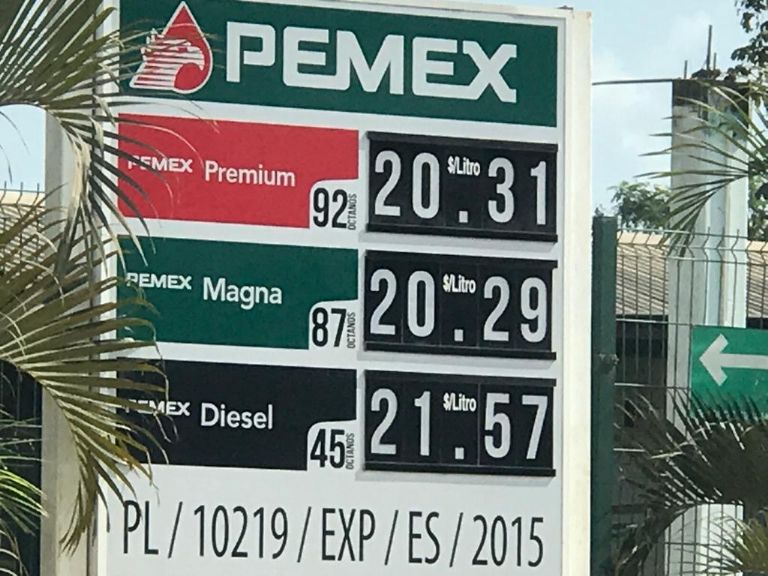 PEMEX
PEMEX Premium 92 OCTANOS 20.31 $/Litro
PEMEX Magna 87 OCTANOS 20.29 $/Litro
PEMEX Diesel 45 OCTANOS 21.57 $/Litro
PL / 10219 / EXP / ES / 2015